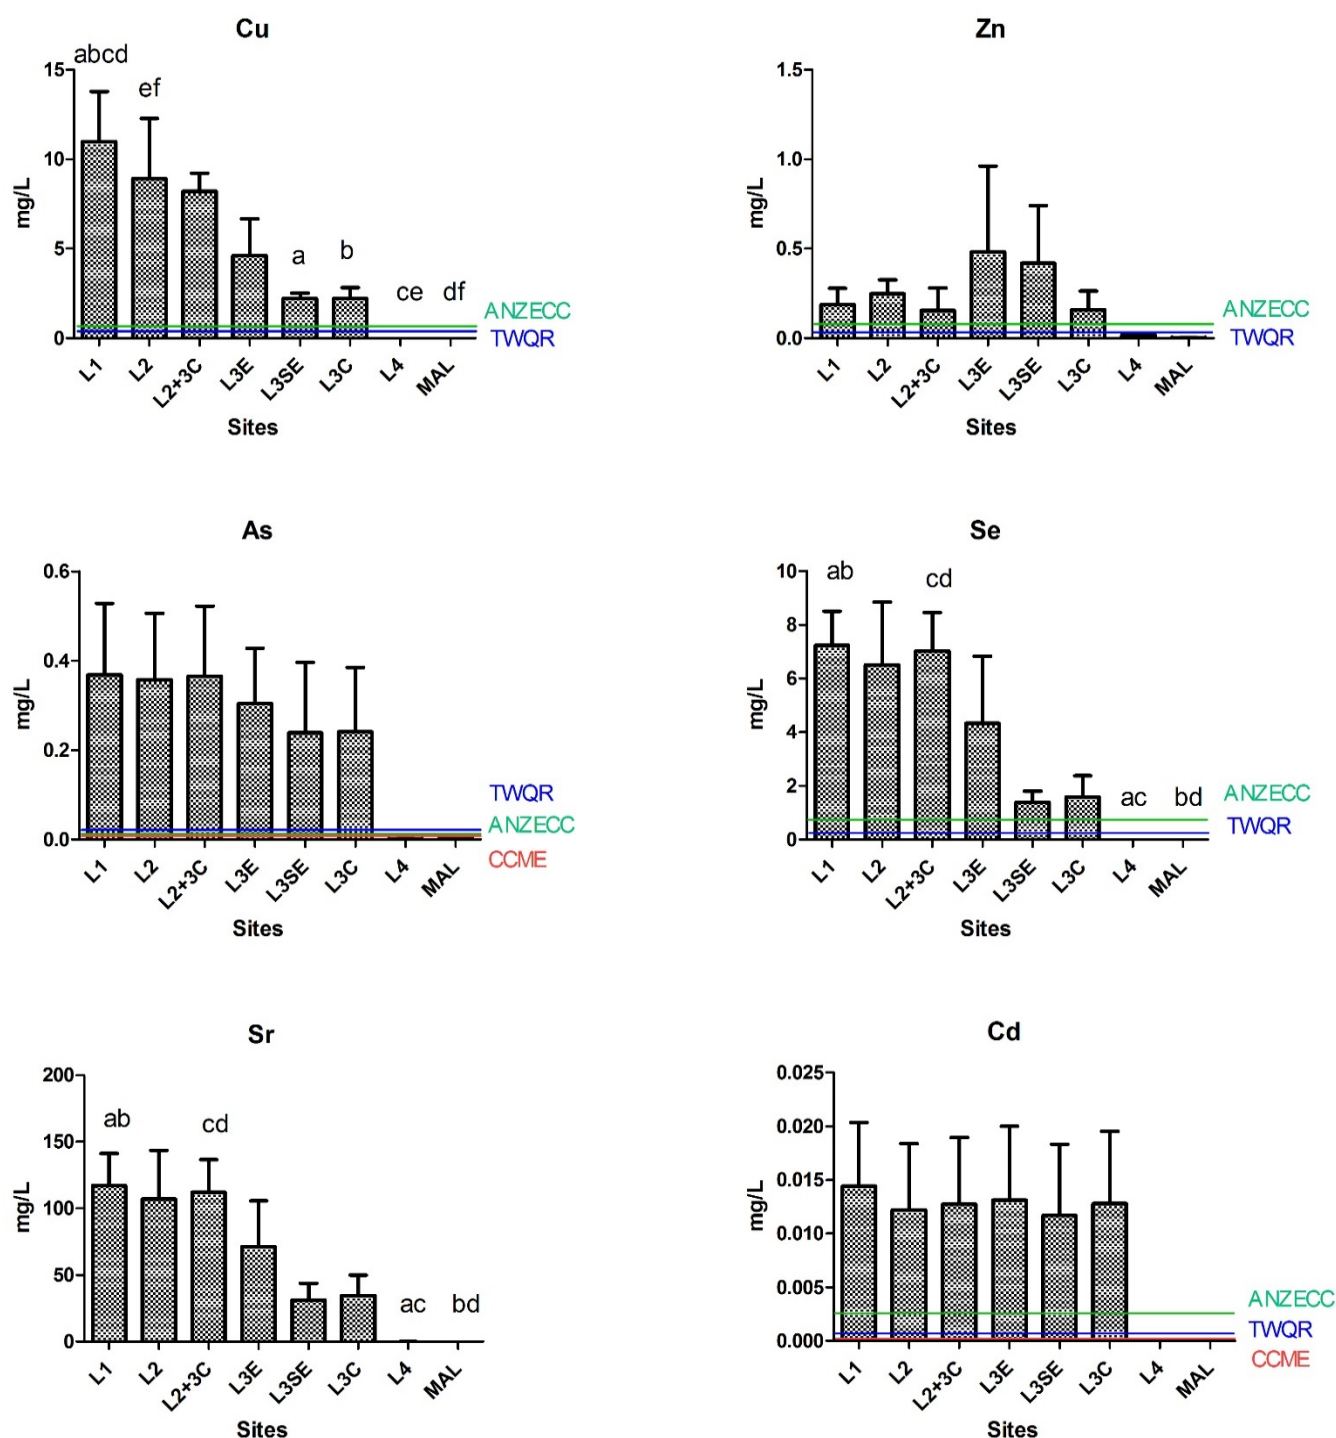 Cu
abcd
ef
a
b
ce
df
15
10
5
0
mg/L
ANZECC
TWQR
L1
L2
L2+3C
L3E
L3SE
L3C
L4
MAL
Sites
Zn
1.5
1.0
0.5
0.0
mg/L
ANZECC
TWQR
L1
L2
L2+3C
L3E
L3SE
L3C
L4
MAL
Sites
As
0.6
0.4
0.2
0.0
mg/L
TWQR
ANZECC
CCME
L1
L2
L2+3C
L3E
L3SE
L3C
L4
MAL
Sites
Se
ab
cd
ac
bd
10
8
6
4
2
0
mg/L
ANZECC
TWQR
L1
L2
L2+3C
L3E
L3SE
L3C
L4
MAL
Sites
Sr
ab
cd
ac
bd
200
150
100
50
0
mg/L
L1
L2
L2+3C
L3E
L3SE
L3C
L4
MAL
Sites
Cd
0.025
0.020
0.015
0.010
0.005
0.000
mg/L
ANZECC
TWQR
CCME
L1
L2
L2+3C
L3E
L3SE
L3C
L4
MAL
Sites